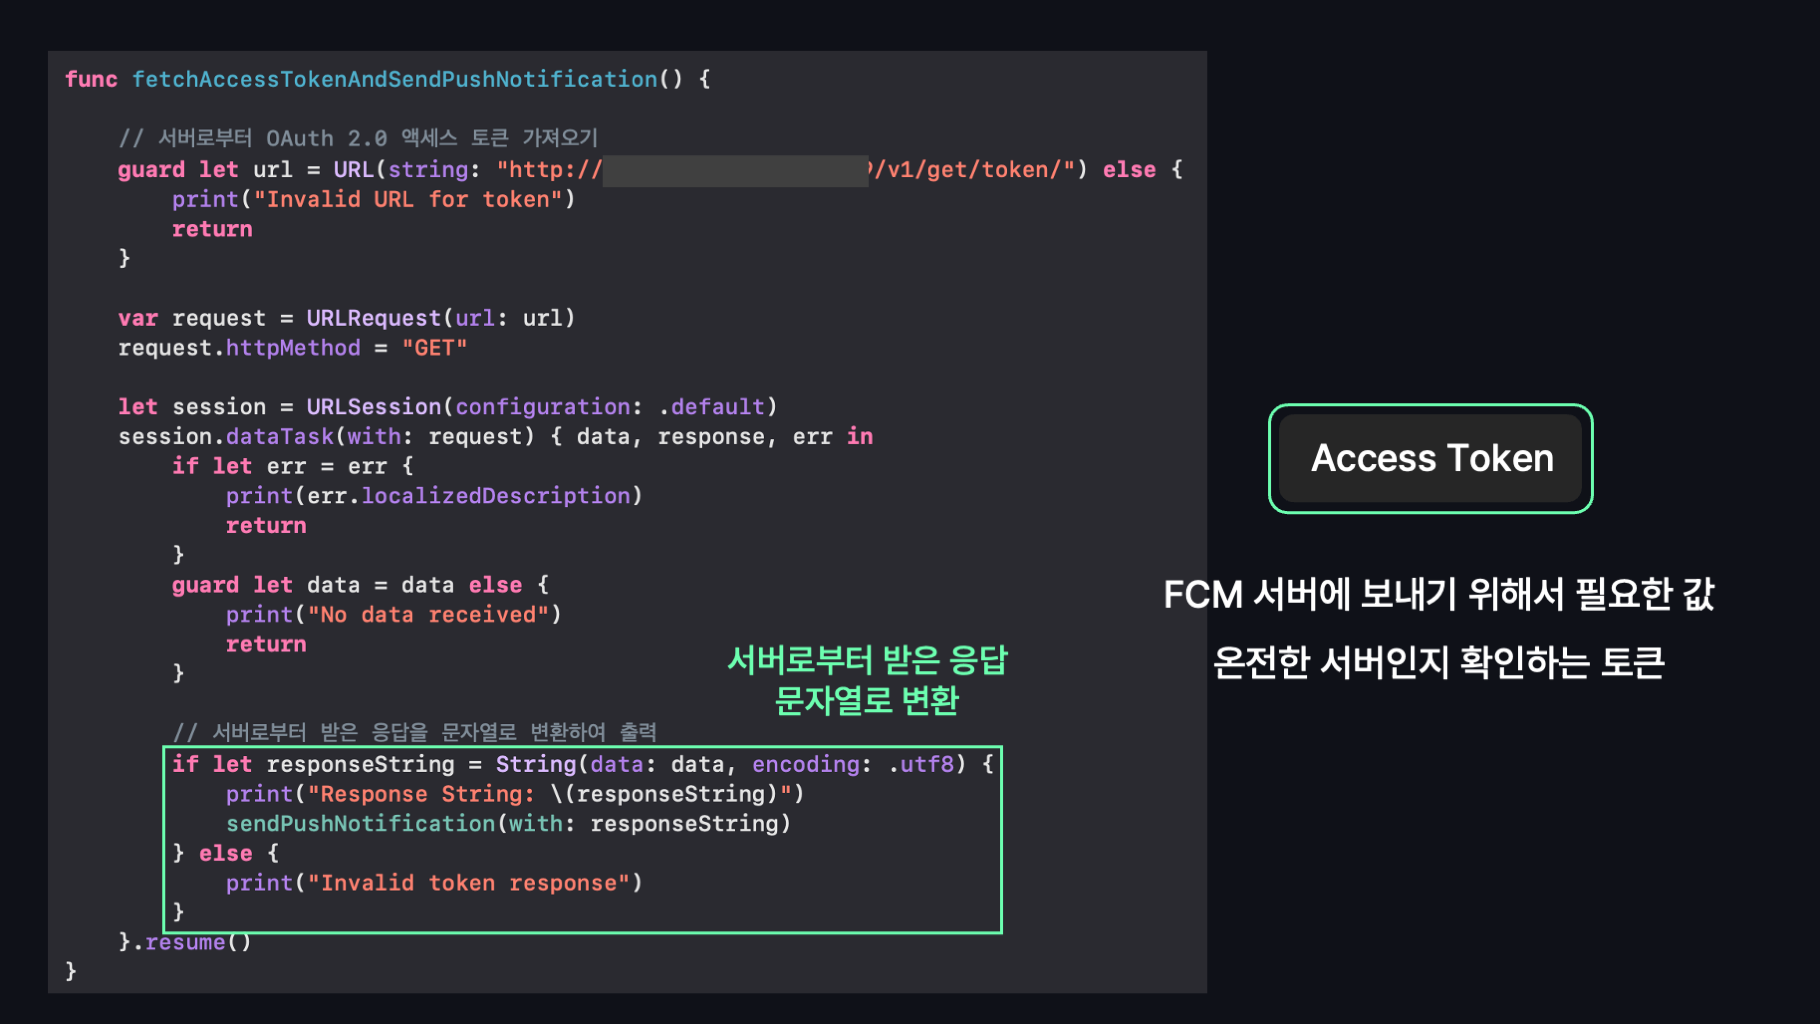 func fetchAccessTokenAndSendPushNotification() {
// 서버로부터 OAuth 2.0 액세스 토큰 가져오기
guard let url = URL(string: "http:// /v1/get/token/") else {
print("Invalid URL for token")
return
}
var request = URLRequest(url: url)
request.httpMethod = "GET"
let session = URLSession(configuration: .default)
session.dataTask(with: request) { data, response, err in
if let err = err {
print(err.localizedDescription)
return
}
guard let data = data else {
print("No data received")
return
}
서버로부터 받은 응답
문자열로 변환
// 서버로부터 받은 응답을 문자열로 변환하여 출력
if let responseString = String(data: data, encoding: .utf8) {
print("Response String: \(responseString)")
sendPushNotification(with: responseString)
} else {
print("Invalid token response")
}
}.resume()
}
Access Token
FCM 서버에 보내기 위해서 필요한 값
온전한 서버인지 확인하는 토큰